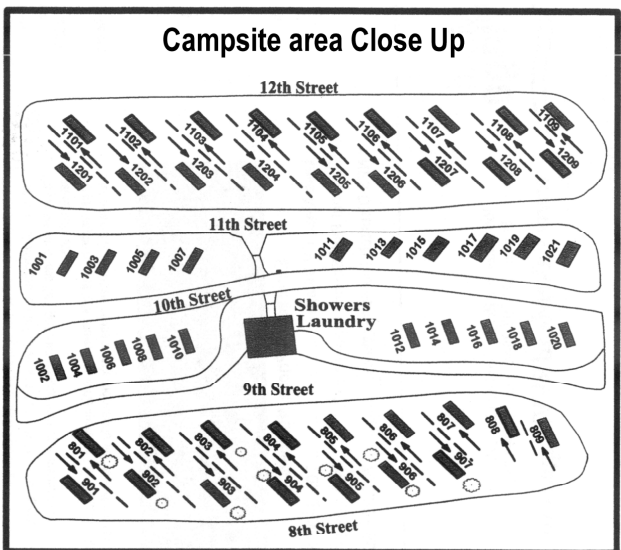 Campsite area Close Up
12th Street
1101 1102 1103 1104 1105 1106 1107 1108 1109
1201 1202 1203 1204 1205 1206 1207 1208 1209
11th Street
1001 1003 1005 1007 1011 1013 1015 1017 1019 1021
10th Street
Showers
Laundry
1002 1004 1006 1008 1010 1012 1014 1016 1018 1020
9th Street
801 802 803 804 805 806 807 808 809
901 902 903 904 905 906 907
8th Street